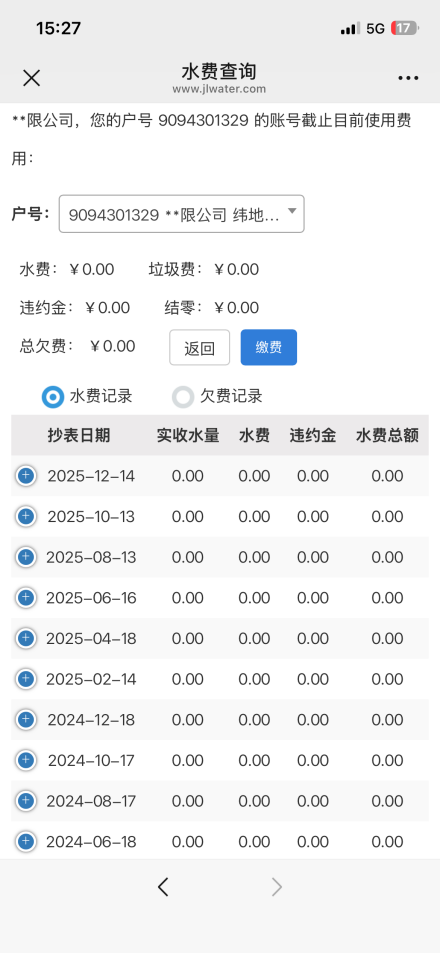 15:27
5G 17
水费查询
www.jlwater.com
**限公司，您的户号 9094301329 的账号截止目前使用费
用：
户号： 9094301329 **限公司 纬地...
水费：￥0.00 垃圾费：￥0.00
违约金：￥0.00 结零：￥0.00
总欠费：￥0.00 返回 缴费
水费记录 欠费记录
抄表日期 实收水量 水费 违约金 水费总额
2025-12-14 0.00 0.00 0.00 0.00
2025-10-13 0.00 0.00 0.00 0.00
2025-08-13 0.00 0.00 0.00 0.00
2025-06-16 0.00 0.00 0.00 0.00
2025-04-18 0.00 0.00 0.00 0.00
2025-02-14 0.00 0.00 0.00 0.00
2024-12-18 0.00 0.00 0.00 0.00
2024-10-17 0.00 0.00 0.00 0.00
2024-08-17 0.00 0.00 0.00 0.00
2024-06-18 0.00 0.00 0.00 0.00